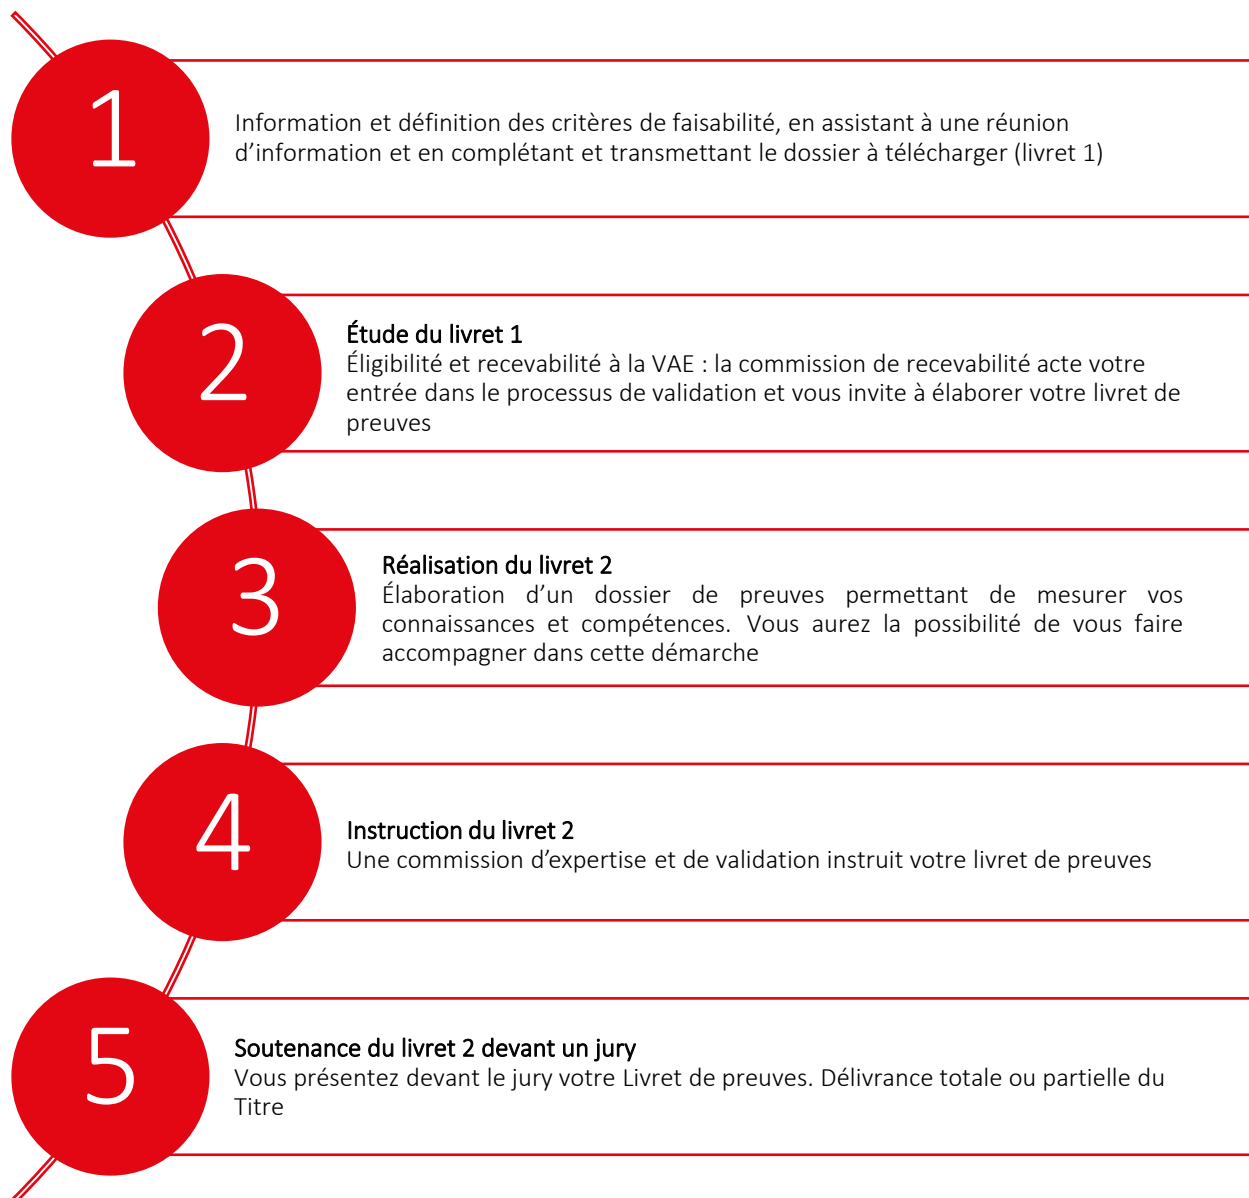 1
Information et définition des critères de faisabilité, en assistant à une réunion
d’information et en complétant et transmettant le dossier à télécharger (livret 1)
2
Étude du livret 1
Éligibilité et recevabilité à la VAE : la commission de recevabilité acte votre
entrée dans le processus de validation et vous invite à élaborer votre livret de
preuves
3
Réalisation du livret 2
Élaboration d’un dossier de preuves permettant de mesurer vos
connaissances et compétences. Vous aurez la possibilité de vous faire
accompagner dans cette démarche
4
Instruction du livret 2
Une commission d’expertise et de validation instruit votre livret de preuves
5
Soutenance du livret 2 devant un jury
Vous présentez devant le jury votre Livret de preuves. Délivrance totale ou partielle du
Titre